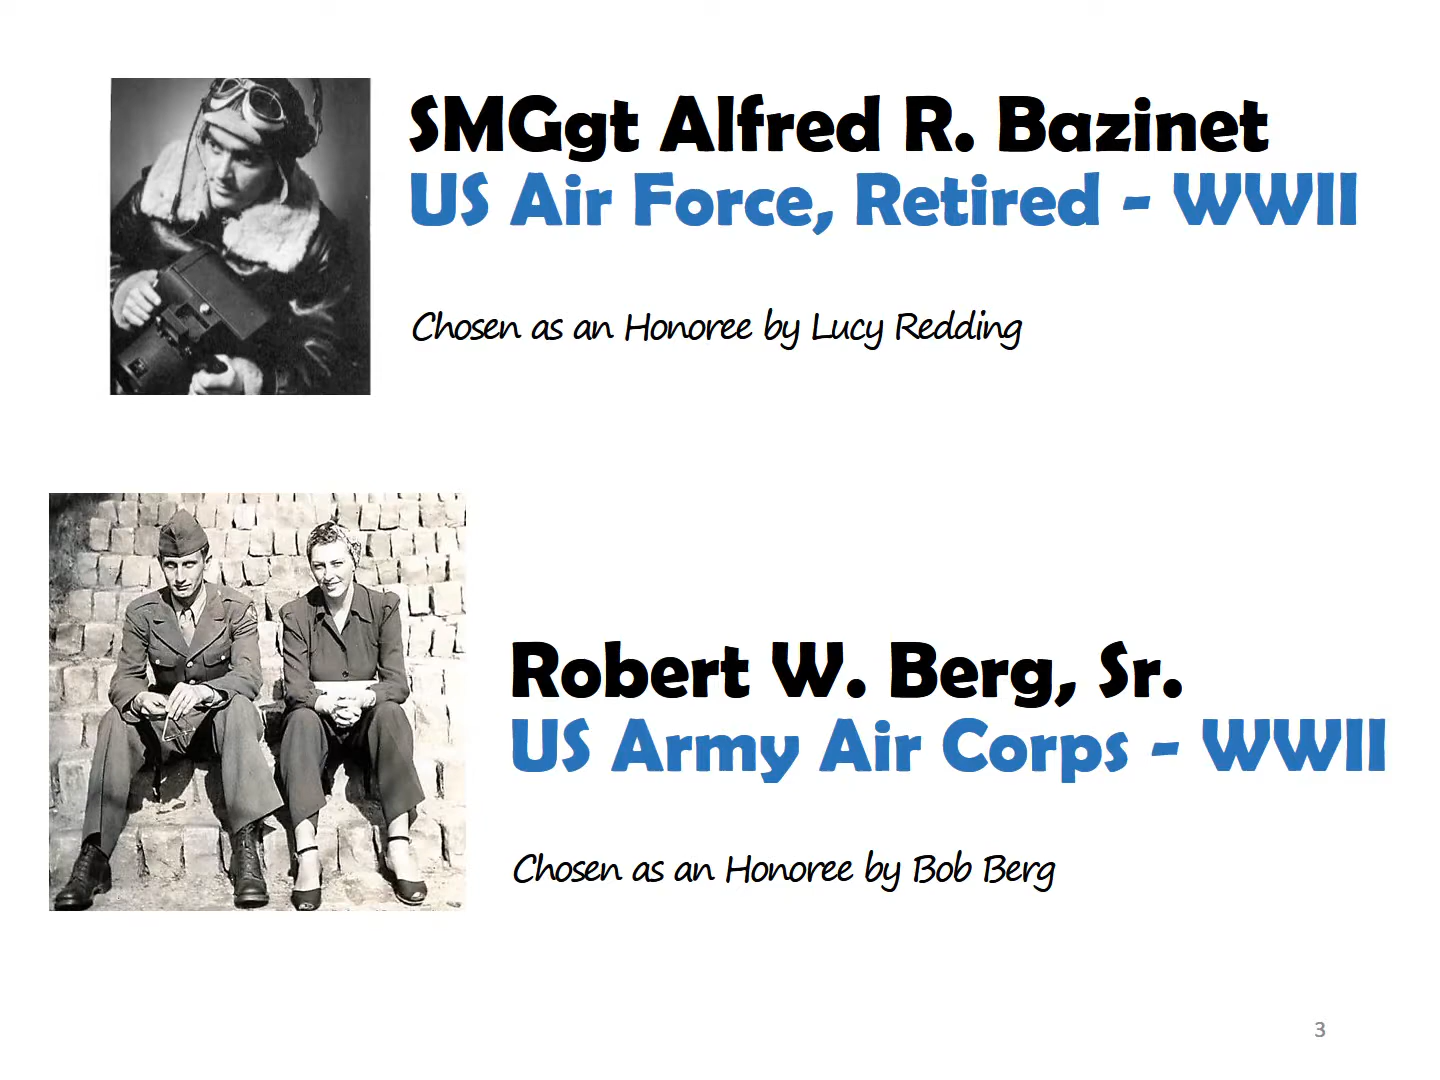 SMGgt Alfred R. Bazinet
US Air Force, Retired - WWII
Chosen as an Honoree by Lucy Redding
Robert W. Berg, Sr.
US Army Air Corps - WWII
Chosen as an Honoree by Bob Berg
3